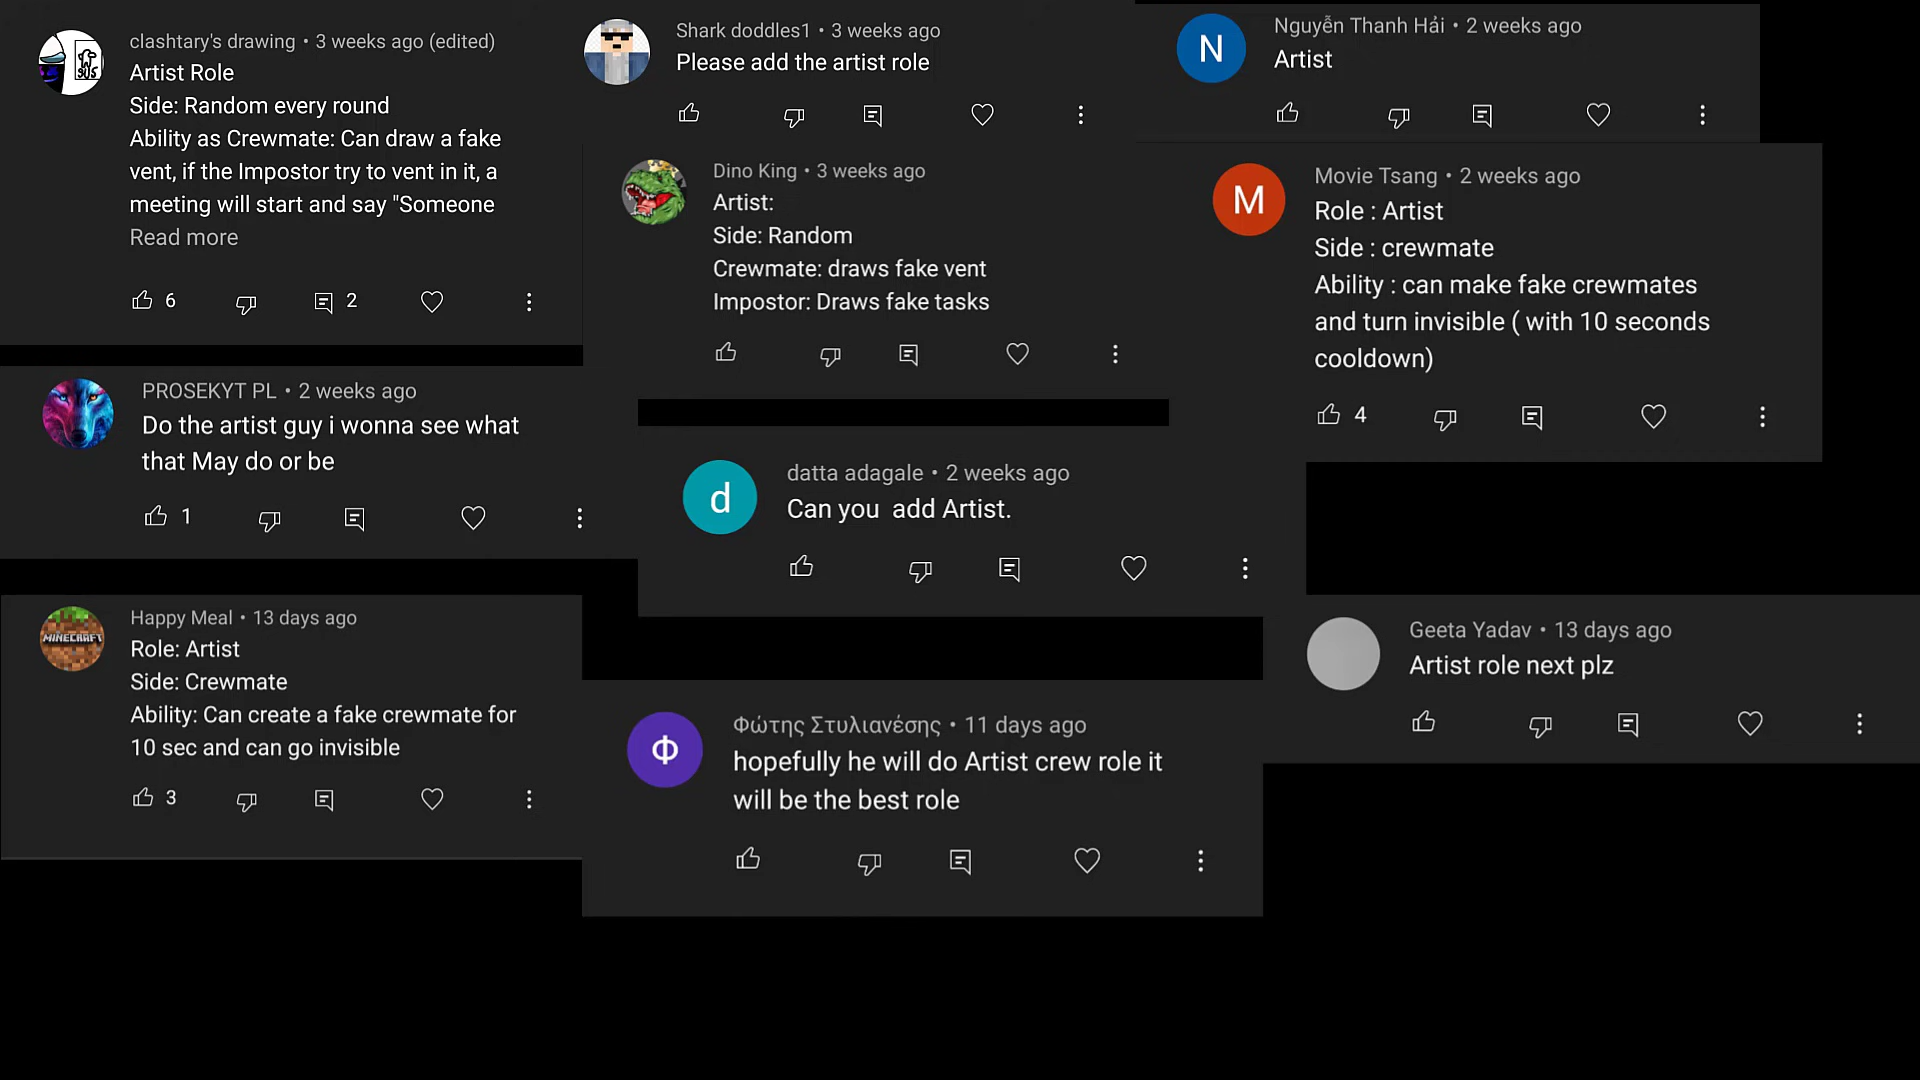 clashtary's drawing • 3 weeks ago (edited)
Artist Role
Side: Random every round
Ability as Crewmate: Can draw a fake
vent, if the Impostor try to vent in it, a
meeting will start and say "Someone
Read more
6
2
Shark doddles1 • 3 weeks ago
Please add the artist role
N
Nguyễn Thanh Hải • 2 weeks ago
Artist
Dino King • 3 weeks ago
Artist:
Side: Random
Crewmate: draws fake vent
Impostor: Draws fake tasks
M
Movie Tsang • 2 weeks ago
Role : Artist
Side : crewmate
Ability : can make fake crewmates
and turn invisible ( with 10 seconds
cooldown)
4
PROSEKYT PL • 2 weeks ago
Do the artist guy i wonna see what
that May do or be
1
d
datta adagale • 2 weeks ago
Can you  add Artist.
MINECRAFT
Happy Meal • 13 days ago
Role: Artist
Side: Crewmate
Ability: Can create a fake crewmate for
10 sec and can go invisible
3
Geeta Yadav • 13 days ago
Artist role next plz
Φ
Φώτης Στυλιανέσης • 11 days ago
hopefully he will do Artist crew role it
will be the best role